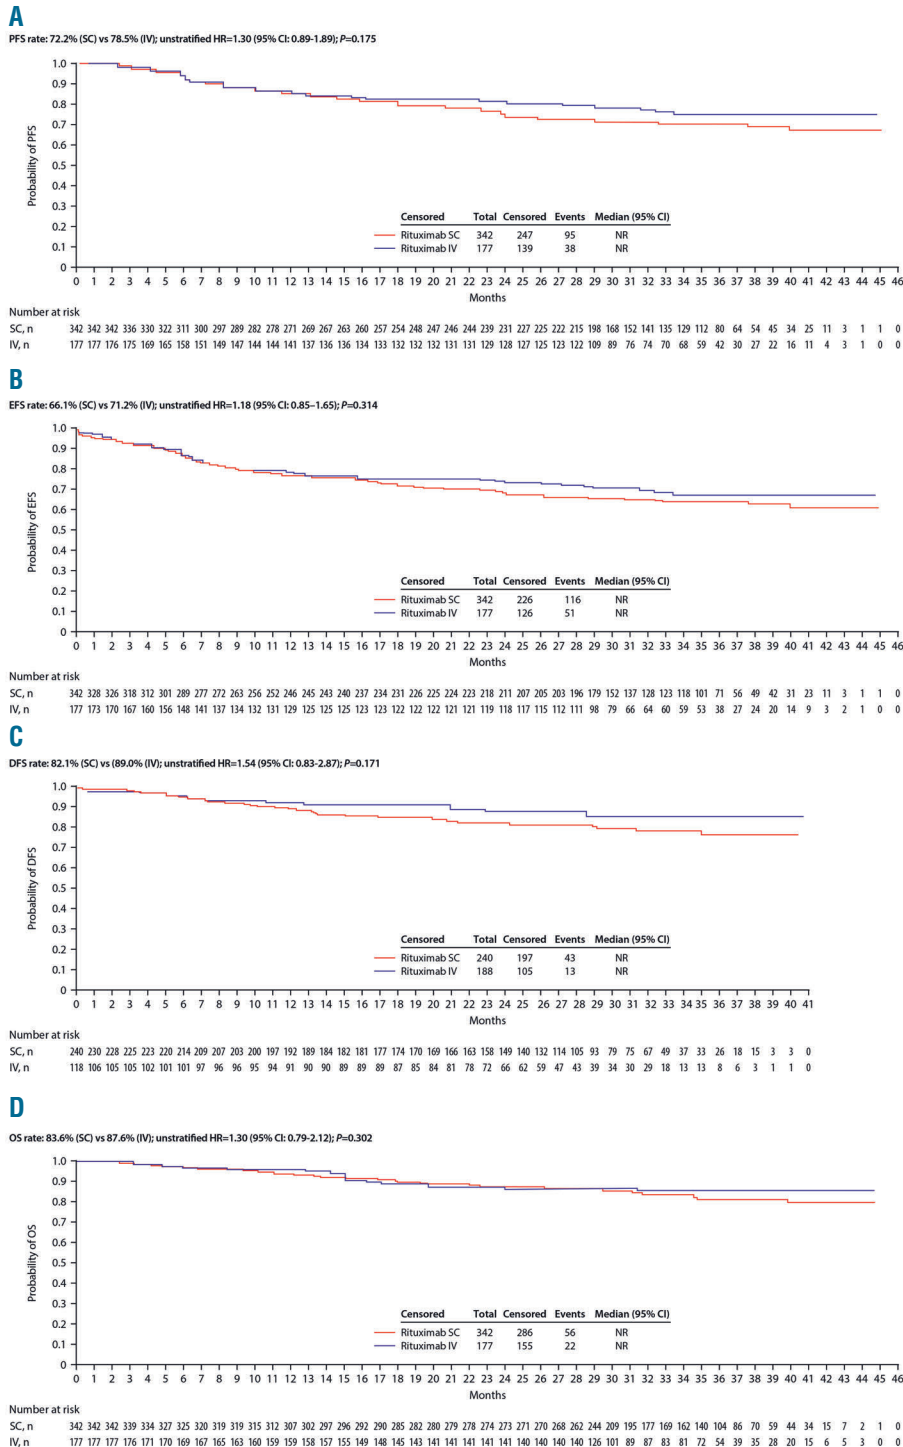 A
PFS rate: 72.2% (SC) vs 78.5% (IV); unstratified HR=1.30 (95% CI: 0.89-1.89); P=0.175
1.0
0.9
0.8
0.7
0.6
0.5
0.4
0.3
0.2
0.1
0
Probability of PFS
Censored Total Censored Events Median (95% CI)
Rituximab SC 342 247 95 NR
Rituximab IV 177 139 38 NR
0 1 2 3 4 5 6 7 8 9 10 11 12 13 14 15 16 17 18 19 20 21 22 23 24 25 26 27 28 29 30 31 32 33 34 35 36 37 38 39 40 41 42 43 44 45 46
Months
Number at risk
SC, n 342 342 342 336 330 322 311 300 297 289 282 278 271 269 267 263 260 257 254 248 247 246 244 239 231 227 225 222 215 198 168 152 141 135 129 112 80 64 54 45 34 25 11 3 1 1 0
IV, n 177 177 176 175 169 165 158 151 149 147 144 144 141 137 136 136 134 133 132 132 132 131 131 129 128 127 125 123 122 109 89 76 74 70 68 59 42 30 27 22 16 11 4 3 1 0 0
B
EFS rate: 66.1% (SC) vs 71.2% (IV); unstratified HR=1.18 (95% CI: 0.85–1.65); P=0.314
1.0
0.9
0.8
0.7
0.6
0.5
0.4
0.3
0.2
0.1
0
Probability of EFS
Censored Total Censored Events Median (95% CI)
Rituximab SC 342 226 116 NR
Rituximab IV 177 126 51 NR
0 1 2 3 4 5 6 7 8 9 10 11 12 13 14 15 16 17 18 19 20 21 22 23 24 25 26 27 28 29 30 31 32 33 34 35 36 37 38 39 40 41 42 43 44 45 46
Months
Number at risk
SC, n 342 328 326 318 312 301 289 277 272 263 256 252 246 245 243 240 237 234 231 226 225 224 223 218 211 207 205 203 196 179 152 137 128 123 118 101 71 56 49 42 31 23 11 3 1 1 0
IV, n 177 173 170 167 160 156 148 141 137 134 132 131 129 125 125 125 123 123 122 122 122 121 121 119 118 117 115 112 111 98 79 66 64 60 59 53 38 27 24 20 14 9 3 2 1 0 0
C
DFS rate: 82.1% (SC) vs (89.0% (IV); unstratified HR=1.54 (95% CI: 0.83-2.87); P=0.171
1.0
0.9
0.8
0.7
0.6
0.5
0.4
0.3
0.2
0.1
0
Probability of DFS
Censored Total Censored Events Median (95% CI)
Rituximab SC 240 197 43 NR
Rituximab IV 188 105 13 NR
0 1 2 3 4 5 6 7 8 9 10 11 12 13 14 15 16 17 18 19 20 21 22 23 24 25 26 27 28 29 30 31 32 33 34 35 36 37 38 39 40 41
Months
Number at risk
SC, n 240 230 228 225 223 220 214 209 207 203 200 197 192 189 184 182 181 177 174 170 169 166 163 158 149 140 132 114 105 93 79 75 67 49 37 33 26 18 15 3 3 0
IV, n 118 106 105 105 102 101 101 97 96 96 95 94 91 90 90 89 89 89 87 85 84 81 78 72 66 62 59 47 43 39 34 30 29 18 13 13 8 6 3 1 1 0
D
OS rate: 83.6% (SC) vs 87.6% (IV); unstratified HR=1.30 (95% CI: 0.79-2.12); P=0.302
1.0
0.9
0.8
0.7
0.6
0.5
0.4
0.3
0.2
0.1
0
Probability of OS
Censored Total Censored Events Median (95% CI)
Rituximab SC 342 286 56 NR
Rituximab IV 177 155 22 NR
0 1 2 3 4 5 6 7 8 9 10 11 12 13 14 15 16 17 18 19 20 21 22 23 24 25 26 27 28 29 30 31 32 33 34 35 36 37 38 39 40 41 42 43 44 45 46
Months
Number at risk
SC, n 342 342 342 339 334 327 325 320 319 319 315 312 307 302 297 296 292 290 285 282 280 279 278 274 273 271 270 268 262 244 209 195 177 169 162 140 104 86 70 59 44 34 15 7 2 1 0
IV, n 177 177 177 176 171 170 169 167 165 163 160 159 159 158 157 155 149 148 145 143 141 141 141 141 141 140 140 140 140 126 101 89 87 83 81 72 54 39 35 28 20 15 6 5 3 0 0